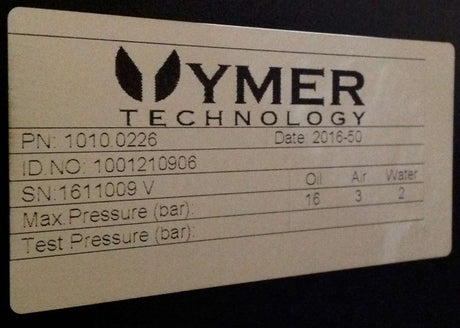 YMER
TECHNOLOGY
PN: 1010.0226 Date 2016-50
ID.NO: 1001210906
SN:1611009 V Oil Air Water
Max.Pressure (bar): 16 3 2
Test Pressure (bar):